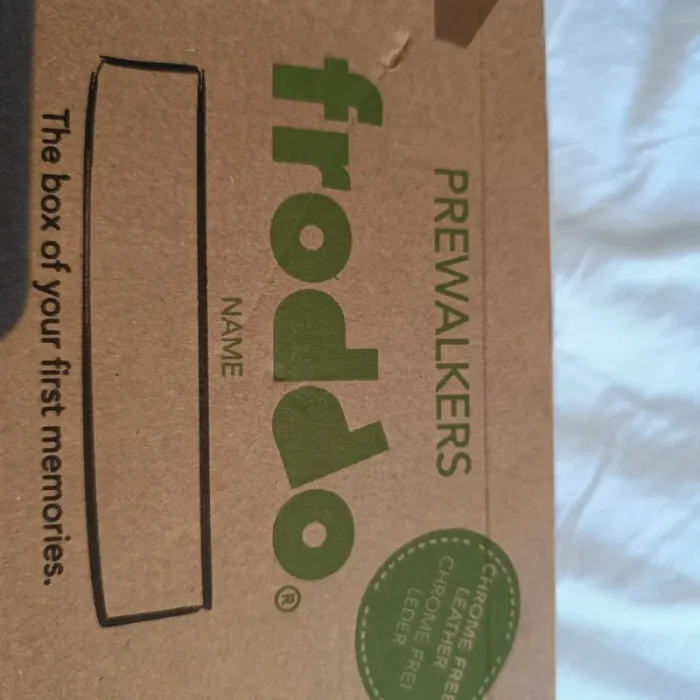 PREWALKERS
froddo®
NAME
The box of your first memories.
CHROME FREE
LEATHER
CHROME FREI
LEDER